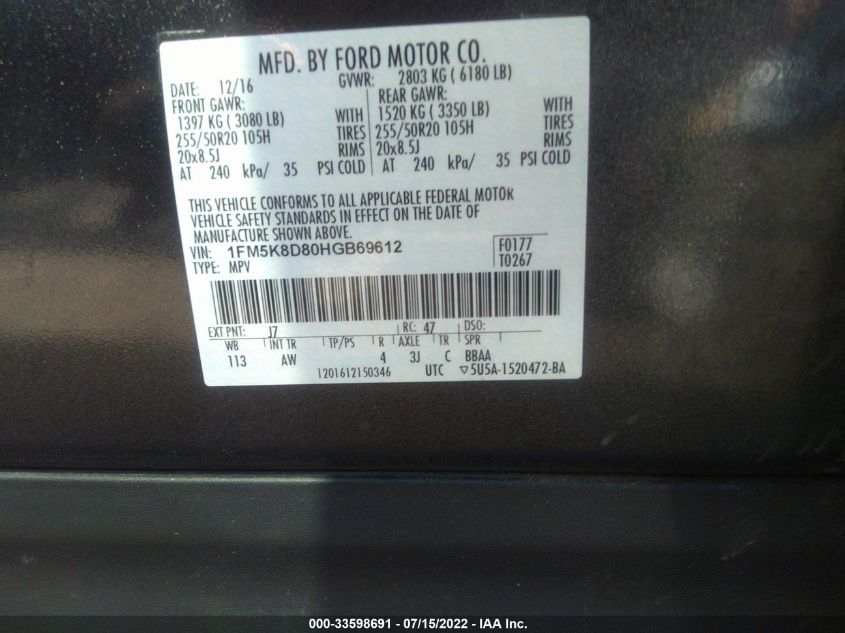 MFD. BY FORD MOTOR CO.
DATE: 12/16 GVWR: 2803 KG ( 6180 LB)
FRONT GAWR: REAR GAWR:
1397 KG ( 3080 LB) WITH 1520 KG ( 3350 LB) WITH
255/50R20 105H TIRES 255/50R20 105H TIRES
20x8.5J RIMS 20x8.5J RIMS
AT 240 kPa/ 35 PSI COLD AT 240 kPa/ 35 PSI COLD
THIS VEHICLE CONFORMS TO ALL APPLICABLE FEDERAL MOTOR
VEHICLE SAFETY STANDARDS IN EFFECT ON THE DATE OF
MANUFACTURE SHOWN ABOVE.
VIN: 1FM5K8D80HGB69612 F0177
TYPE: MPV T0267
EXT PNT: J7 RC: 47 DSO:
WB INT TR TP/PS R AXLE TR SPR
113 AW 4 3J C BBAA
1201612150346 UTC ▽5U5A-1520472-BA
000-33598691 - 07/15/2022 - IAA Inc.